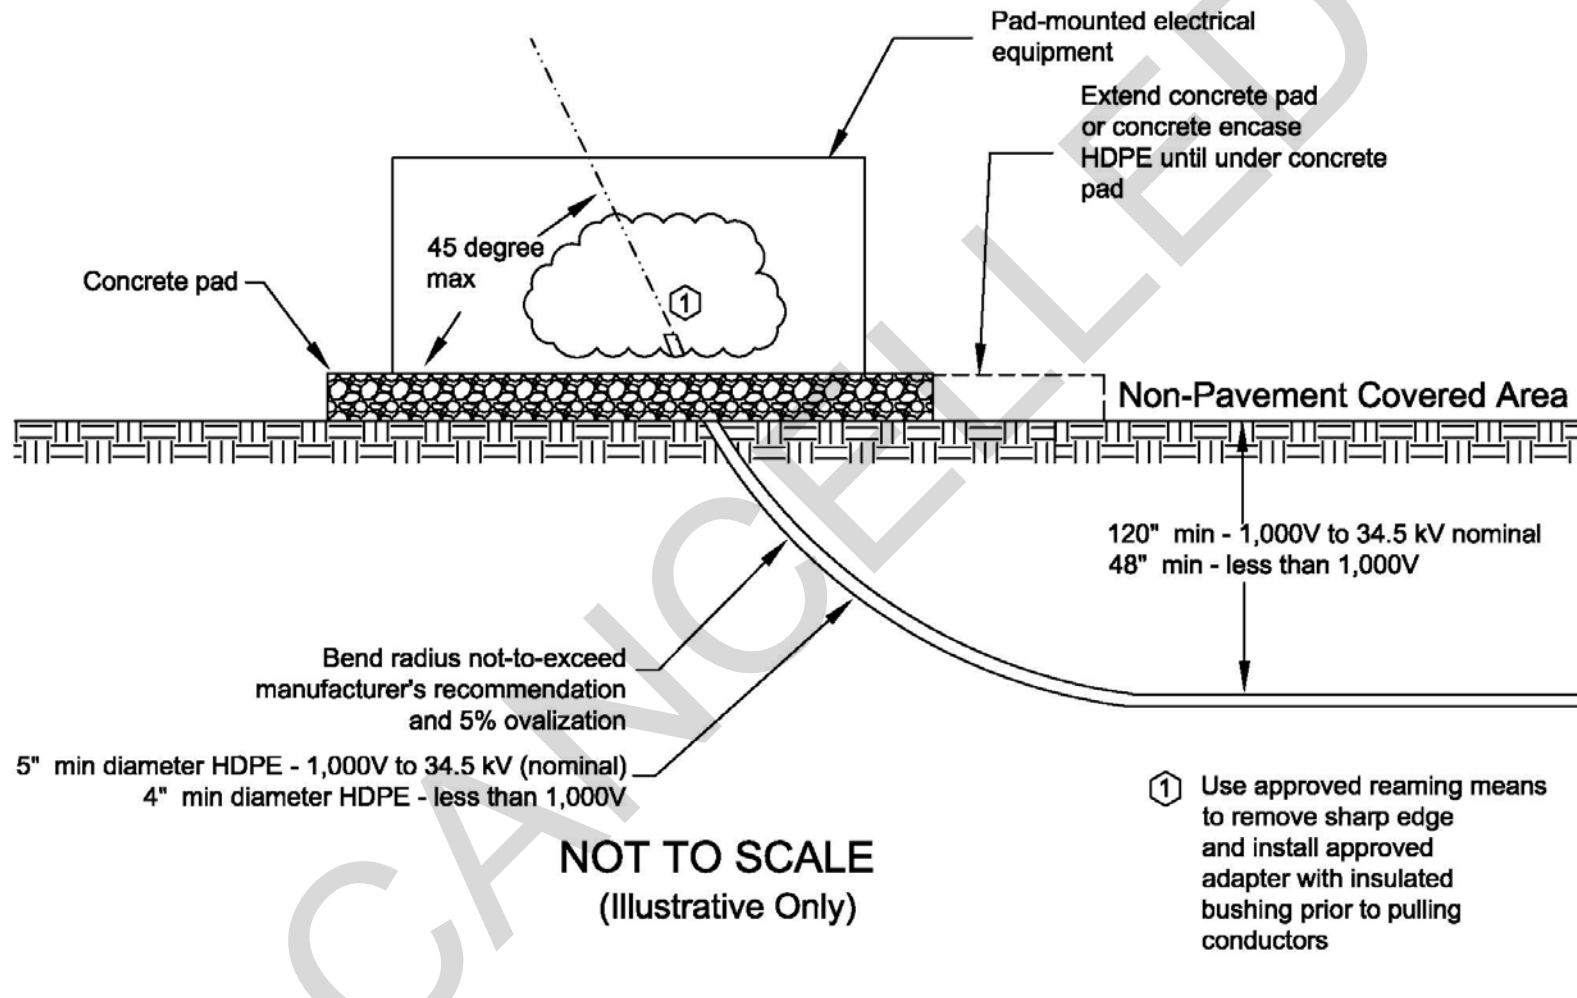 Pad-mounted electrical
equipment
Extend concrete pad
or concrete encase
HDPE until under concrete
pad
45 degree
max
Concrete pad
1
Non-Pavement Covered Area
120" min - 1,000V to 34.5 kV nominal
48" min - less than 1,000V
Bend radius not-to-exceed
manufacturer's recommendation
and 5% ovalization
5" min diameter HDPE - 1,000V to 34.5 kV (nominal)
4" min diameter HDPE - less than 1,000V
1 Use approved reaming means
to remove sharp edge
and install approved
adapter with insulated
bushing prior to pulling
conductors
NOT TO SCALE
(Illustrative Only)
CANCELLED